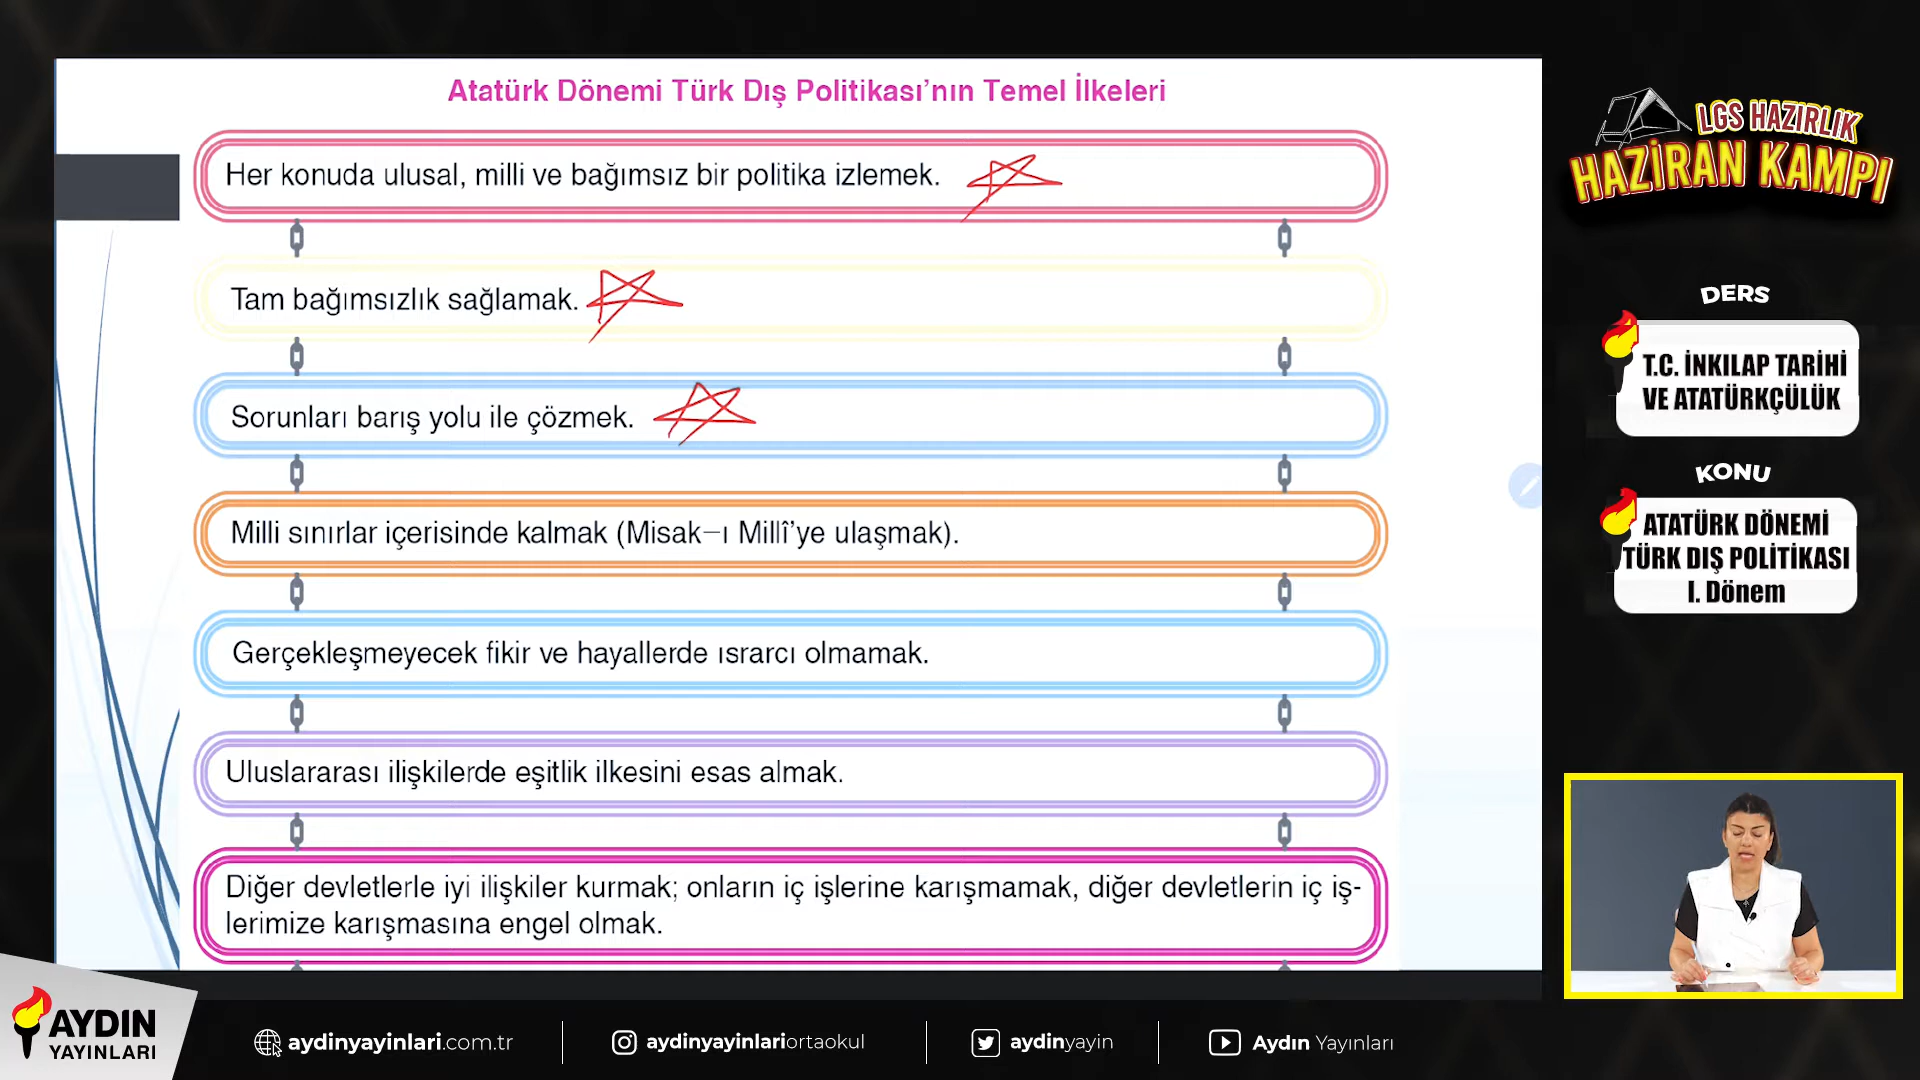 Atatürk Dönemi Türk Dış Politikası’nın Temel İlkeleri
Her konuda ulusal, milli ve bağımsız bir politika izlemek.
Tam bağımsızlık sağlamak.
Sorunları barış yolu ile çözmek.
Milli sınırlar içerisinde kalmak (Misak–ı Millî’ye ulaşmak).
Gerçekleşmeyecek fikir ve hayallerde ısrarcı olmamak.
Uluslararası ilişkilerde eşitlik ilkesini esas almak.
Diğer devletlerle iyi ilişkiler kurmak; onların iç işlerine karışmamak, diğer devletlerin iç iş-
lerimize karışmasına engel olmak.
LGS HAZIRLIK
HAZİRAN KAMPI
DERS
T.C. İNKILAP TARİHİ
VE ATATÜRKÇÜLÜK
KONU
ATATÜRK DÖNEMİ
TÜRK DIŞ POLİTİKASI
I. Dönem
AYDIN
YAYINLARI
aydinyayinlari.com.tr
aydinyayinlariortaokul
aydinyayin
Aydın Yayınları